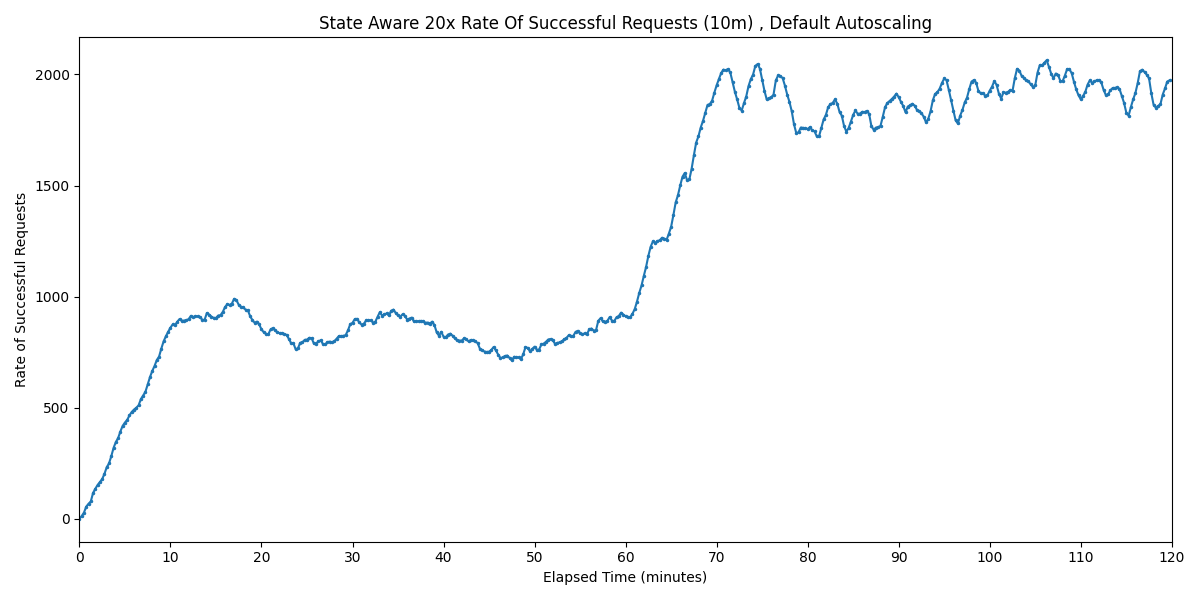 State Aware 20x Rate Of Successful Requests (10m) , Default Autoscaling
Rate of Successful Requests
2000
1500
1000
500
0
0 10 20 30 40 50 60 70 80 90 100 110 120
Elapsed Time (minutes)